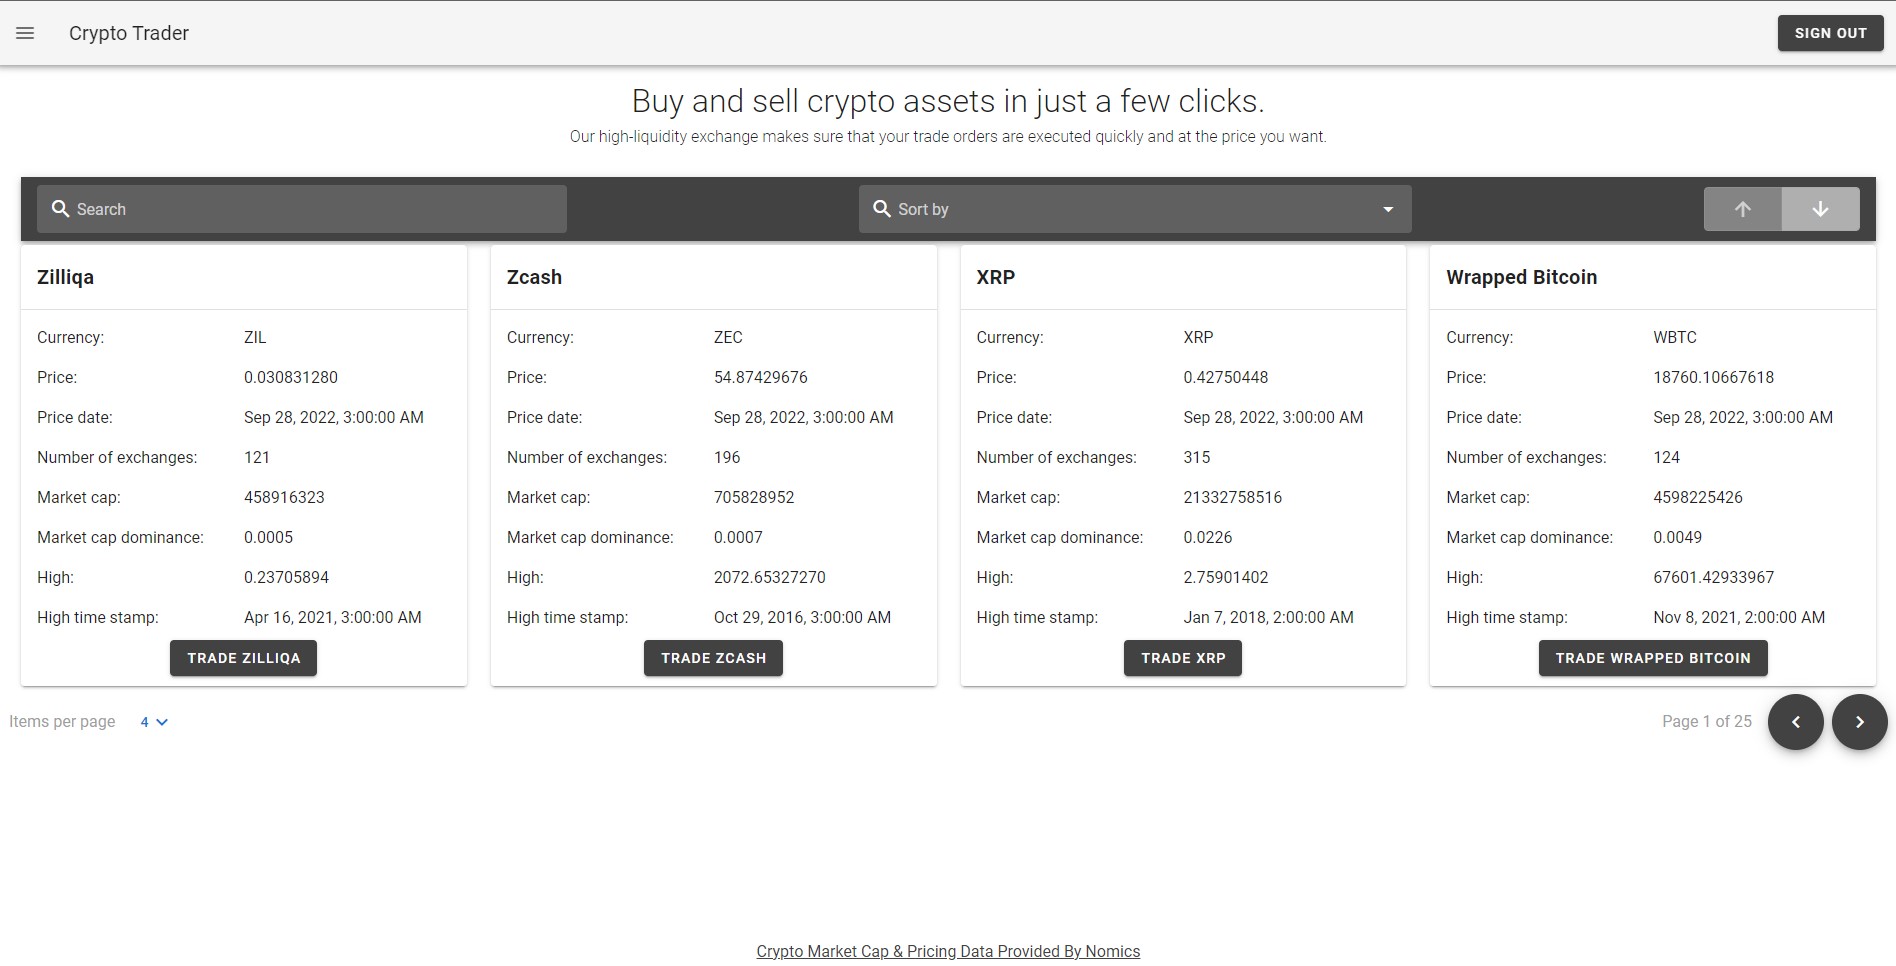 Crypto Trader
SIGN OUT
Buy and sell crypto assets in just a few clicks.
Our high-liquidity exchange makes sure that your trade orders are executed quickly and at the price you want.
Search
Sort by
Zilliqa
Currency: ZIL
Price: 0.030831280
Price date: Sep 28, 2022, 3:00:00 AM
Number of exchanges: 121
Market cap: 458916323
Market cap dominance: 0.0005
High: 0.23705894
High time stamp: Apr 16, 2021, 3:00:00 AM
TRADE ZILLIQA
Zcash
Currency: ZEC
Price: 54.87429676
Price date: Sep 28, 2022, 3:00:00 AM
Number of exchanges: 196
Market cap: 705828952
Market cap dominance: 0.0007
High: 2072.65327270
High time stamp: Oct 29, 2016, 3:00:00 AM
TRADE ZCASH
XRP
Currency: XRP
Price: 0.42750448
Price date: Sep 28, 2022, 3:00:00 AM
Number of exchanges: 315
Market cap: 21332758516
Market cap dominance: 0.0226
High: 2.75901402
High time stamp: Jan 7, 2018, 2:00:00 AM
TRADE XRP
Wrapped Bitcoin
Currency: WBTC
Price: 18760.10667618
Price date: Sep 28, 2022, 3:00:00 AM
Number of exchanges: 124
Market cap: 4598225426
Market cap dominance: 0.0049
High: 67601.42933967
High time stamp: Nov 8, 2021, 2:00:00 AM
TRADE WRAPPED BITCOIN
Items per page 4
Page 1 of 25
Crypto Market Cap & Pricing Data Provided By Nomics